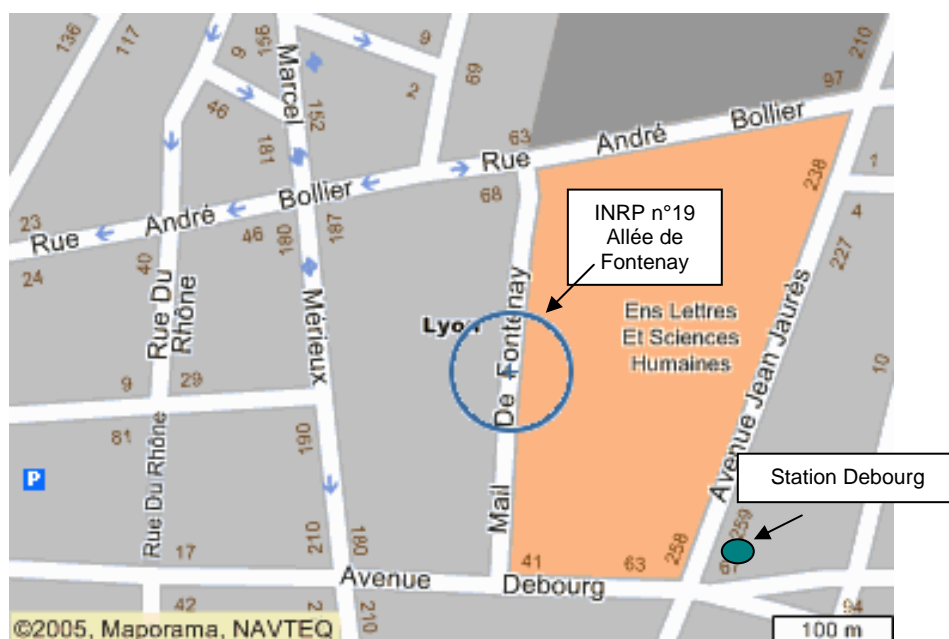 136
117
9
156
Marcel
9
2
69
210
97
46
181
152
63
Rue André Bollier
68
238
1
4
227
23
Rue André Bollier
24
40
46
180
187
INRP n°19
Allée de
Fontenay
Rue Du
Rhône
Mérieux
Lyon
Mail De Fontenay
Ens Lettres
Et Sciences
Humaines
Avenue Jean Jaurès
10
9
29
81
190
Rue Du Rhône
P
Station Debourg
259
67
258
17
210
180
41
63
Avenue Debourg
42
2
210
94
©2005, Maporama, NAVTEQ
100 m